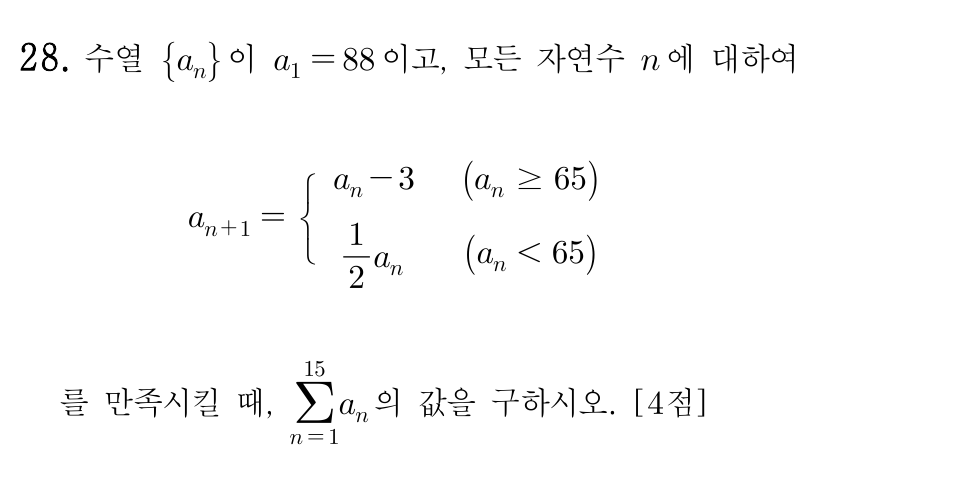 28. 수열 {aₙ}이 a₁=88이고, 모든 자연수 n에 대하여
aₙ₊₁ = { aₙ-3 (aₙ ≥ 65)
1/2 aₙ (aₙ < 65)
를 만족시킬 때, ∑ₙ₌₁¹⁵ aₙ의 값을 구하시오. [4점]